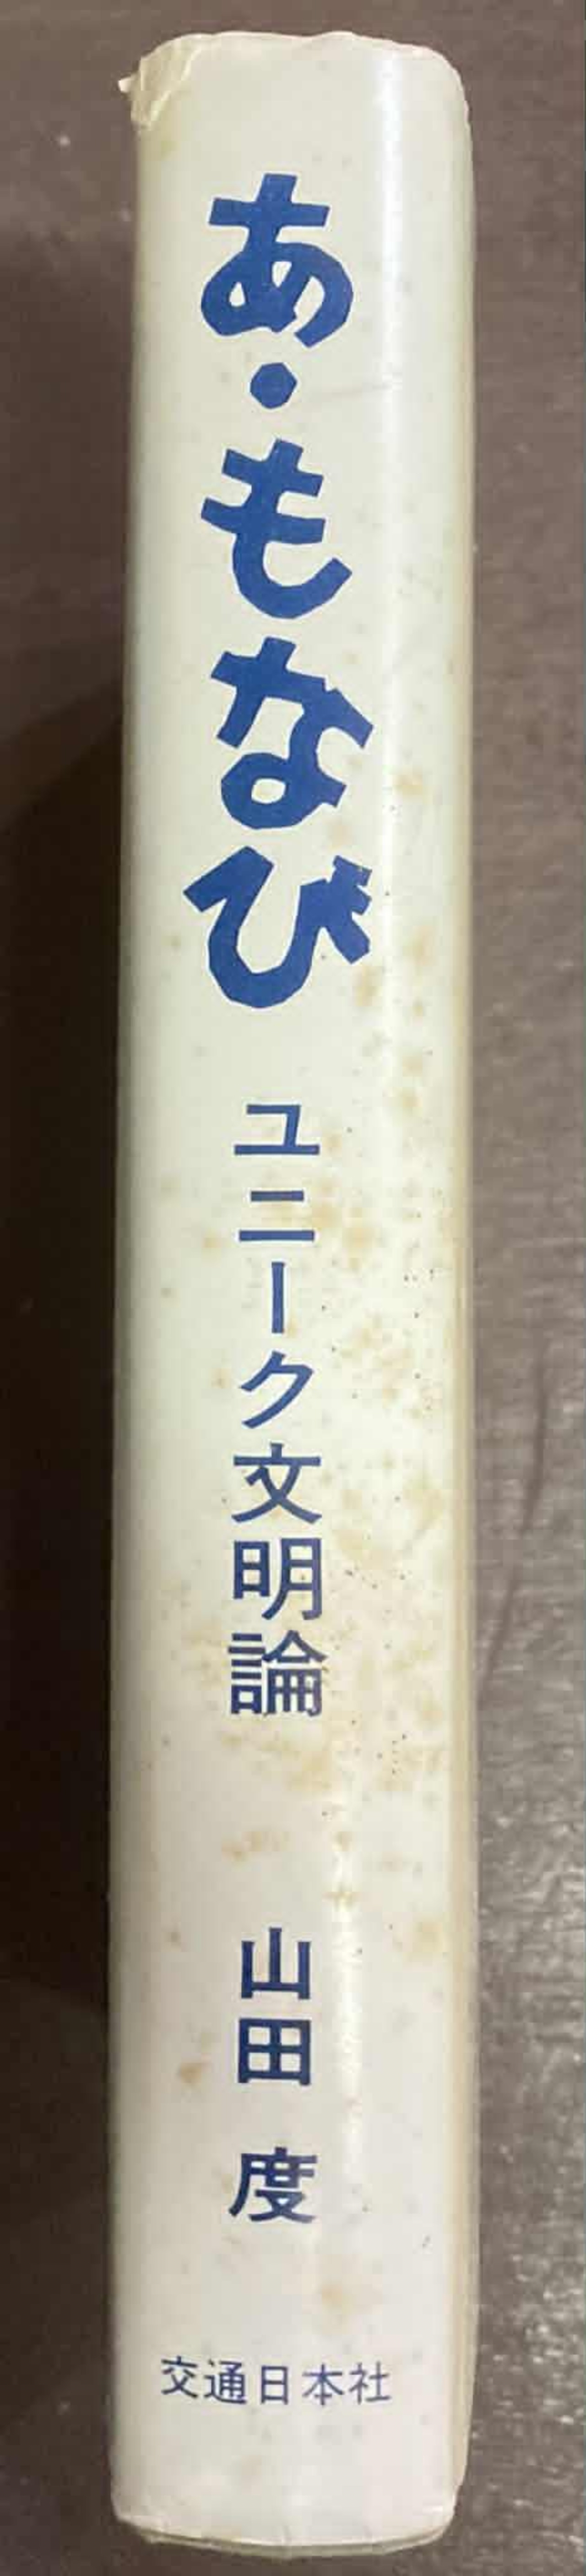 あ・もなび
ユニーク文明論
山田 度
交通日本社